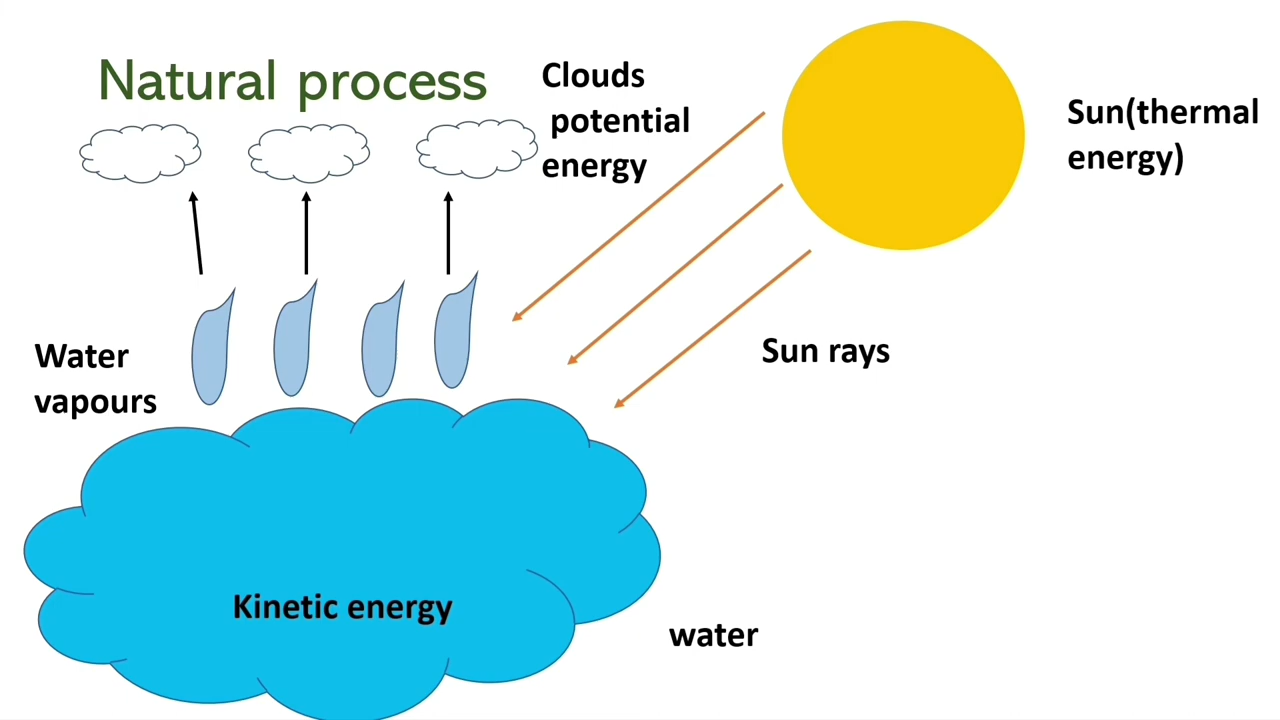 Natural process
Clouds
potential
energy
Sun(thermal
energy)
Sun rays
Water
vapours
Kinetic energy
water